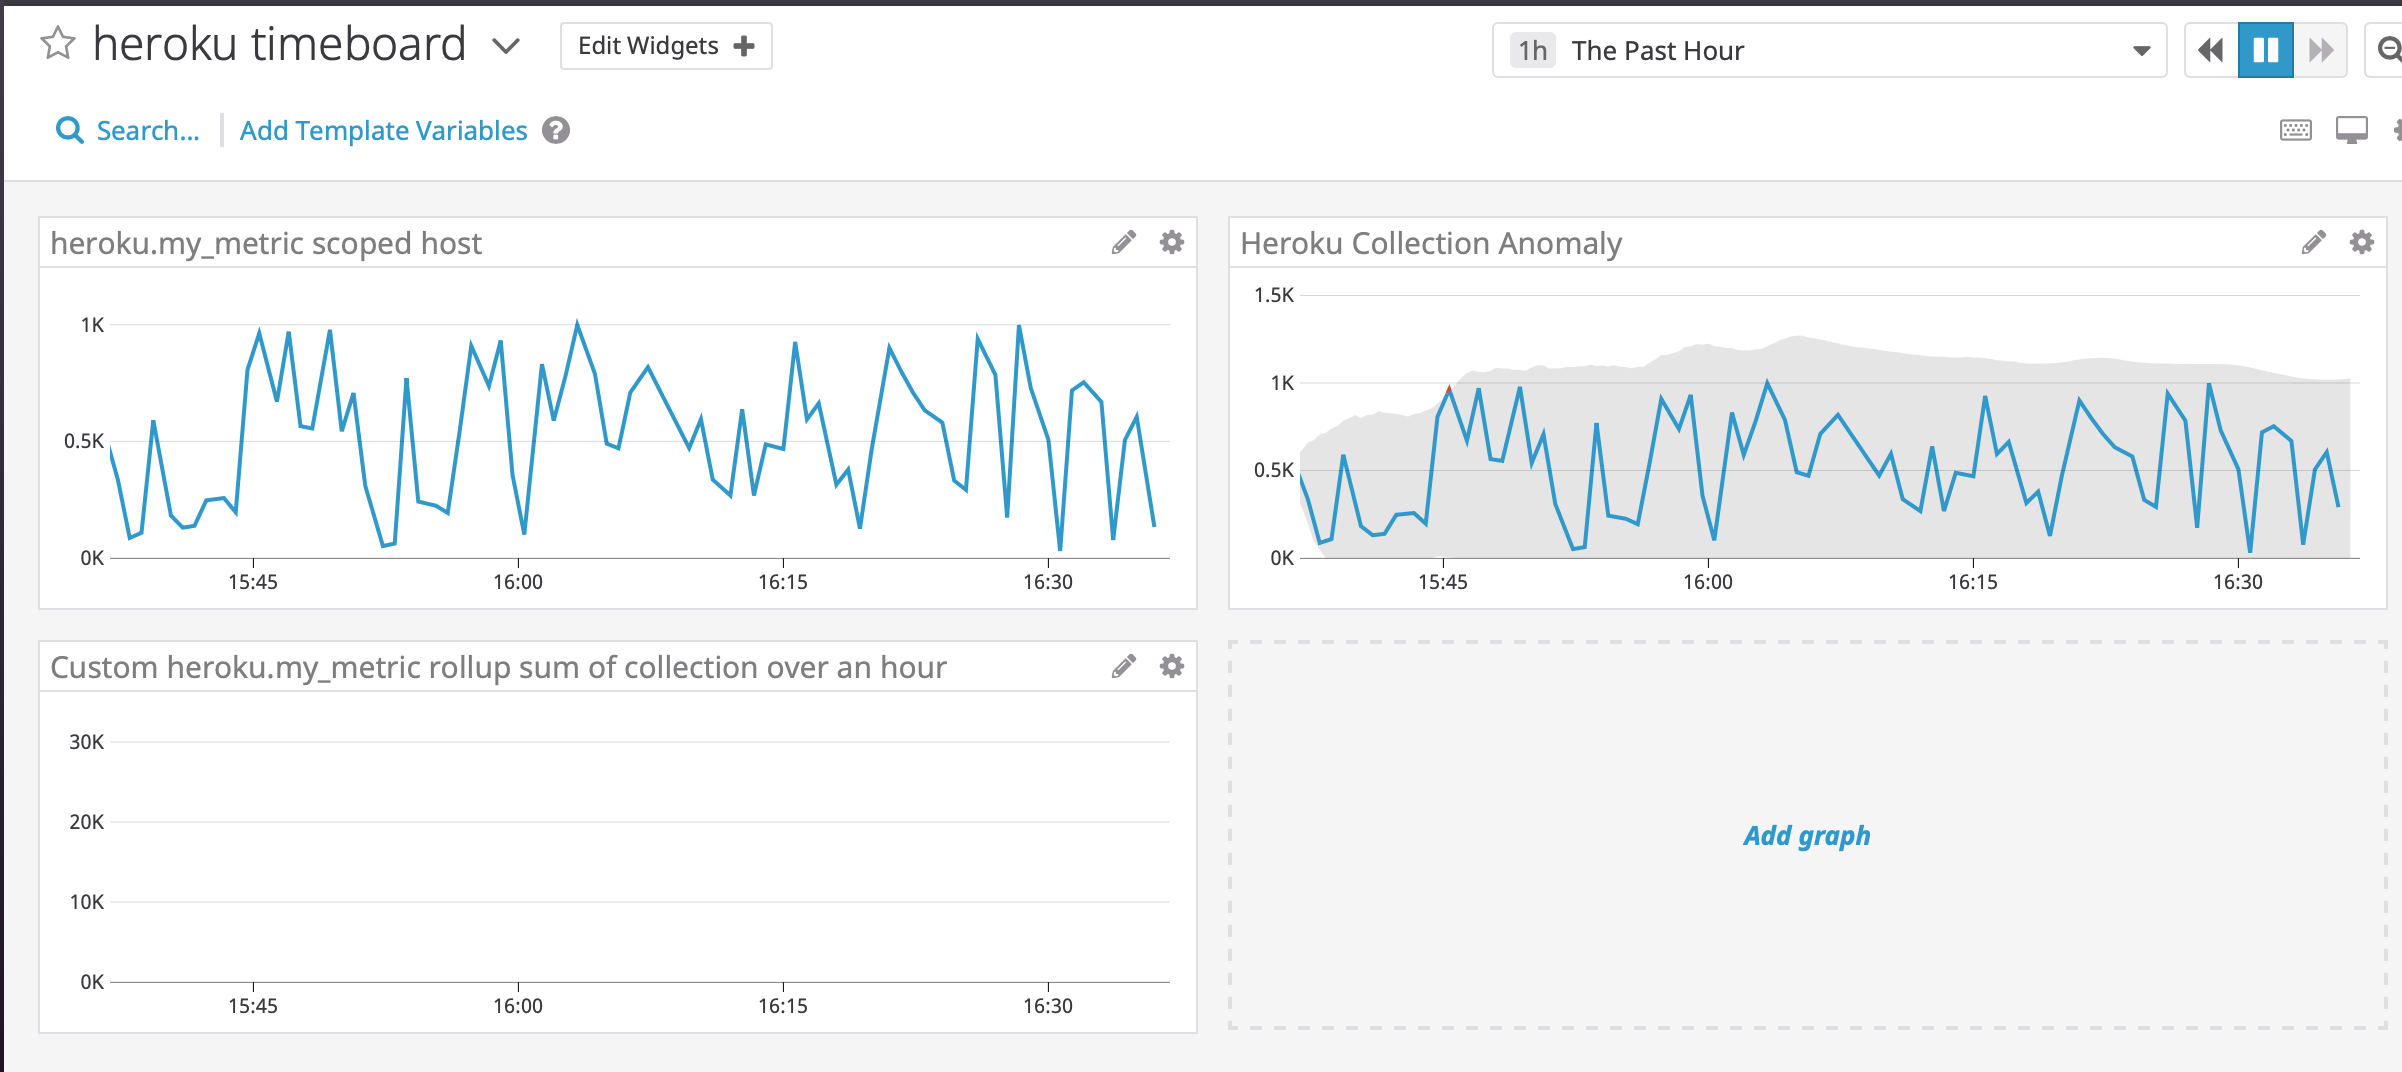 heroku timeboard
Edit Widgets
1h The Past Hour
Search...
Add Template Variables
?
heroku.my_metric scoped host
1K
0.5K
0K
15:45 16:00 16:15 16:30
Heroku Collection Anomaly
1.5K
1K
0.5K
0K
15:45 16:00 16:15 16:30
Custom heroku.my_metric rollup sum of collection over an hour
30K
20K
10K
0K
15:45 16:00 16:15 16:30
Add graph